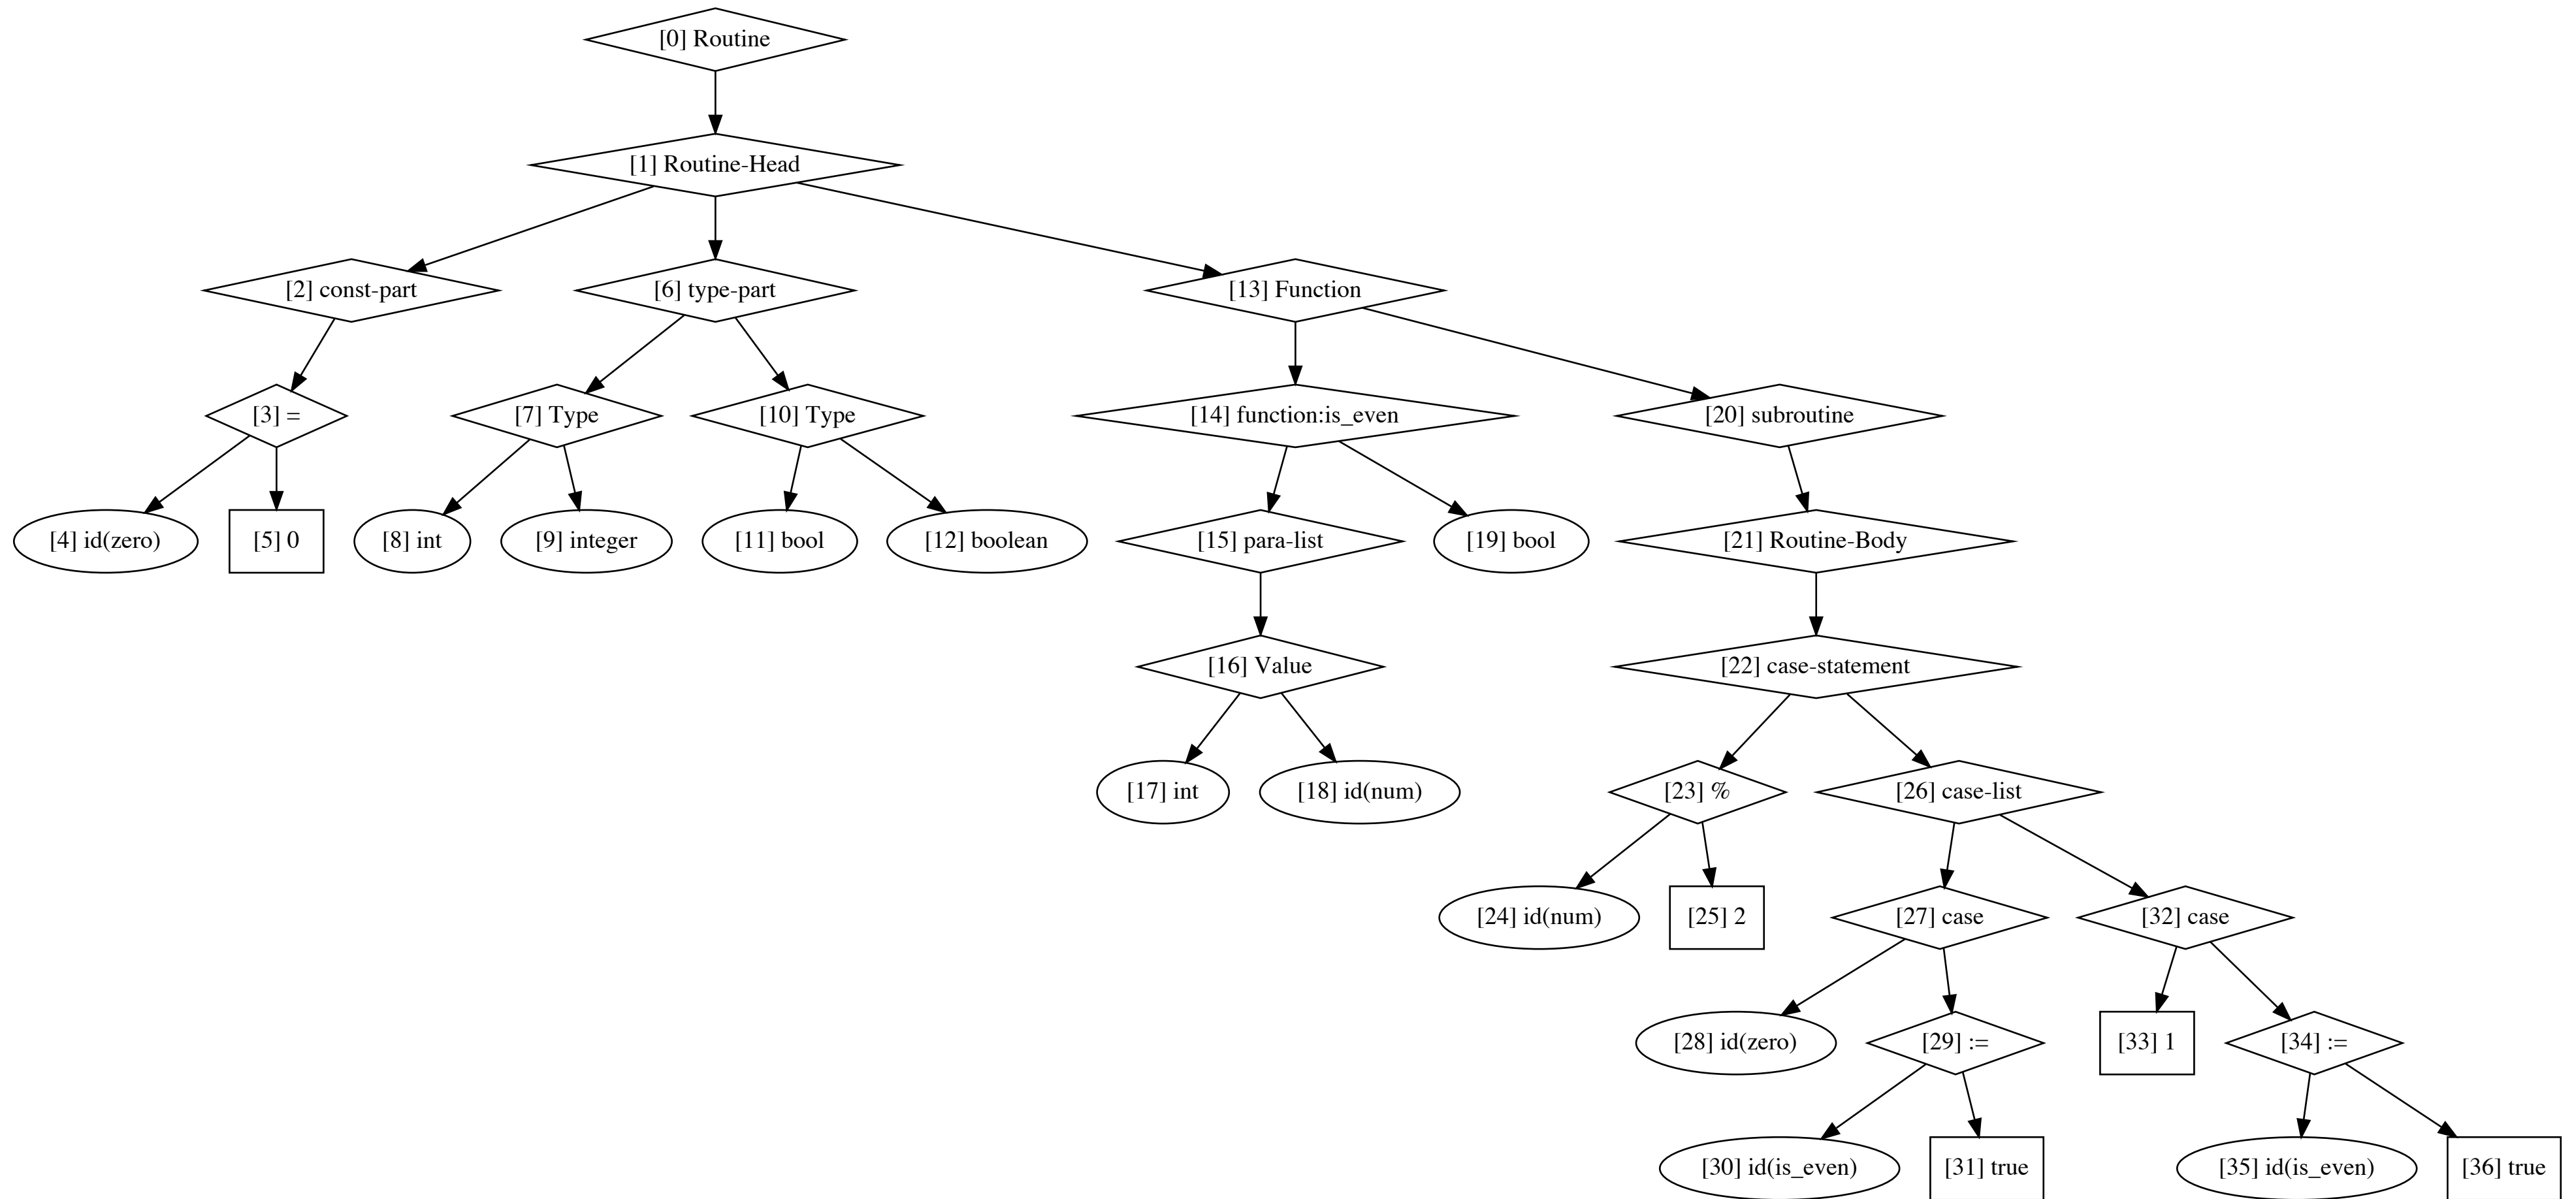 [0] Routine
[1] Routine-Head
[2] const-part
[6] type-part
[13] Function
[3] =
[7] Type
[10] Type
[14] function:is_even
[20] subroutine
[4] id(zero)
[5] 0
[8] int
[9] integer
[11] bool
[12] boolean
[15] para-list
[19] bool
[21] Routine-Body
[16] Value
[22] case-statement
[17] int
[18] id(num)
[23] %
[26] case-list
[24] id(num)
[25] 2
[27] case
[32] case
[28] id(zero)
[29] :=
[33] 1
[34] :=
[30] id(is_even)
[31] true
[35] id(is_even)
[36] true